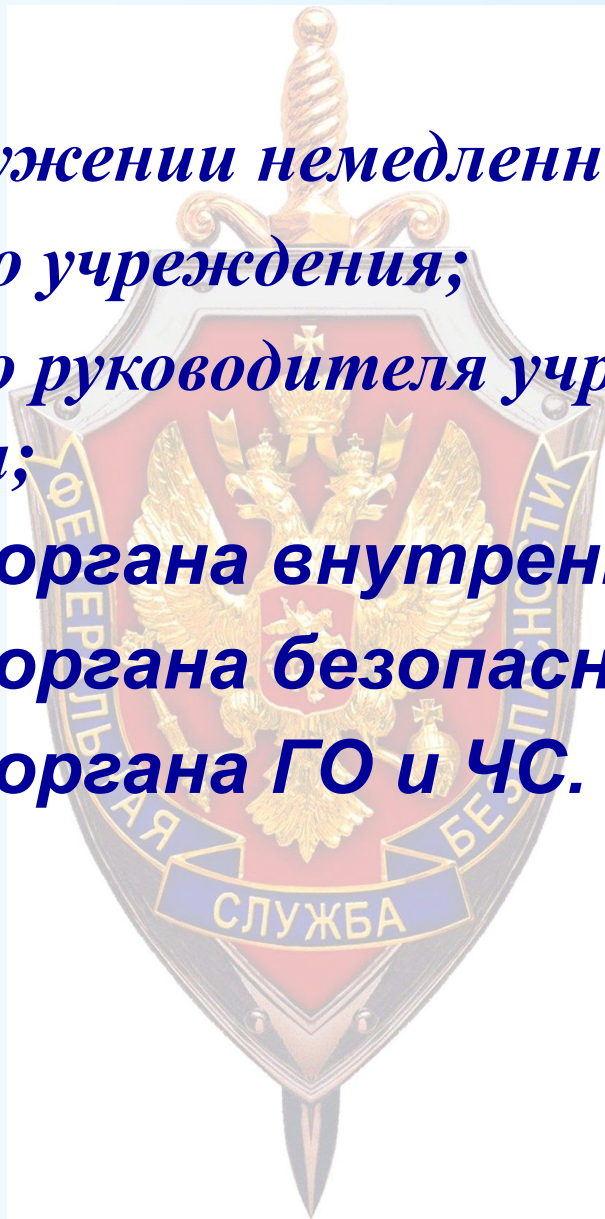 ужении немедленн
о учреждения;
о руководителя учр
;
органа внутрен
органа безопасн
органа ГО и ЧС.
ФЕДЕРАЛЬНАЯ
СЛУЖБА
БЕЗОПАСНОСТИ